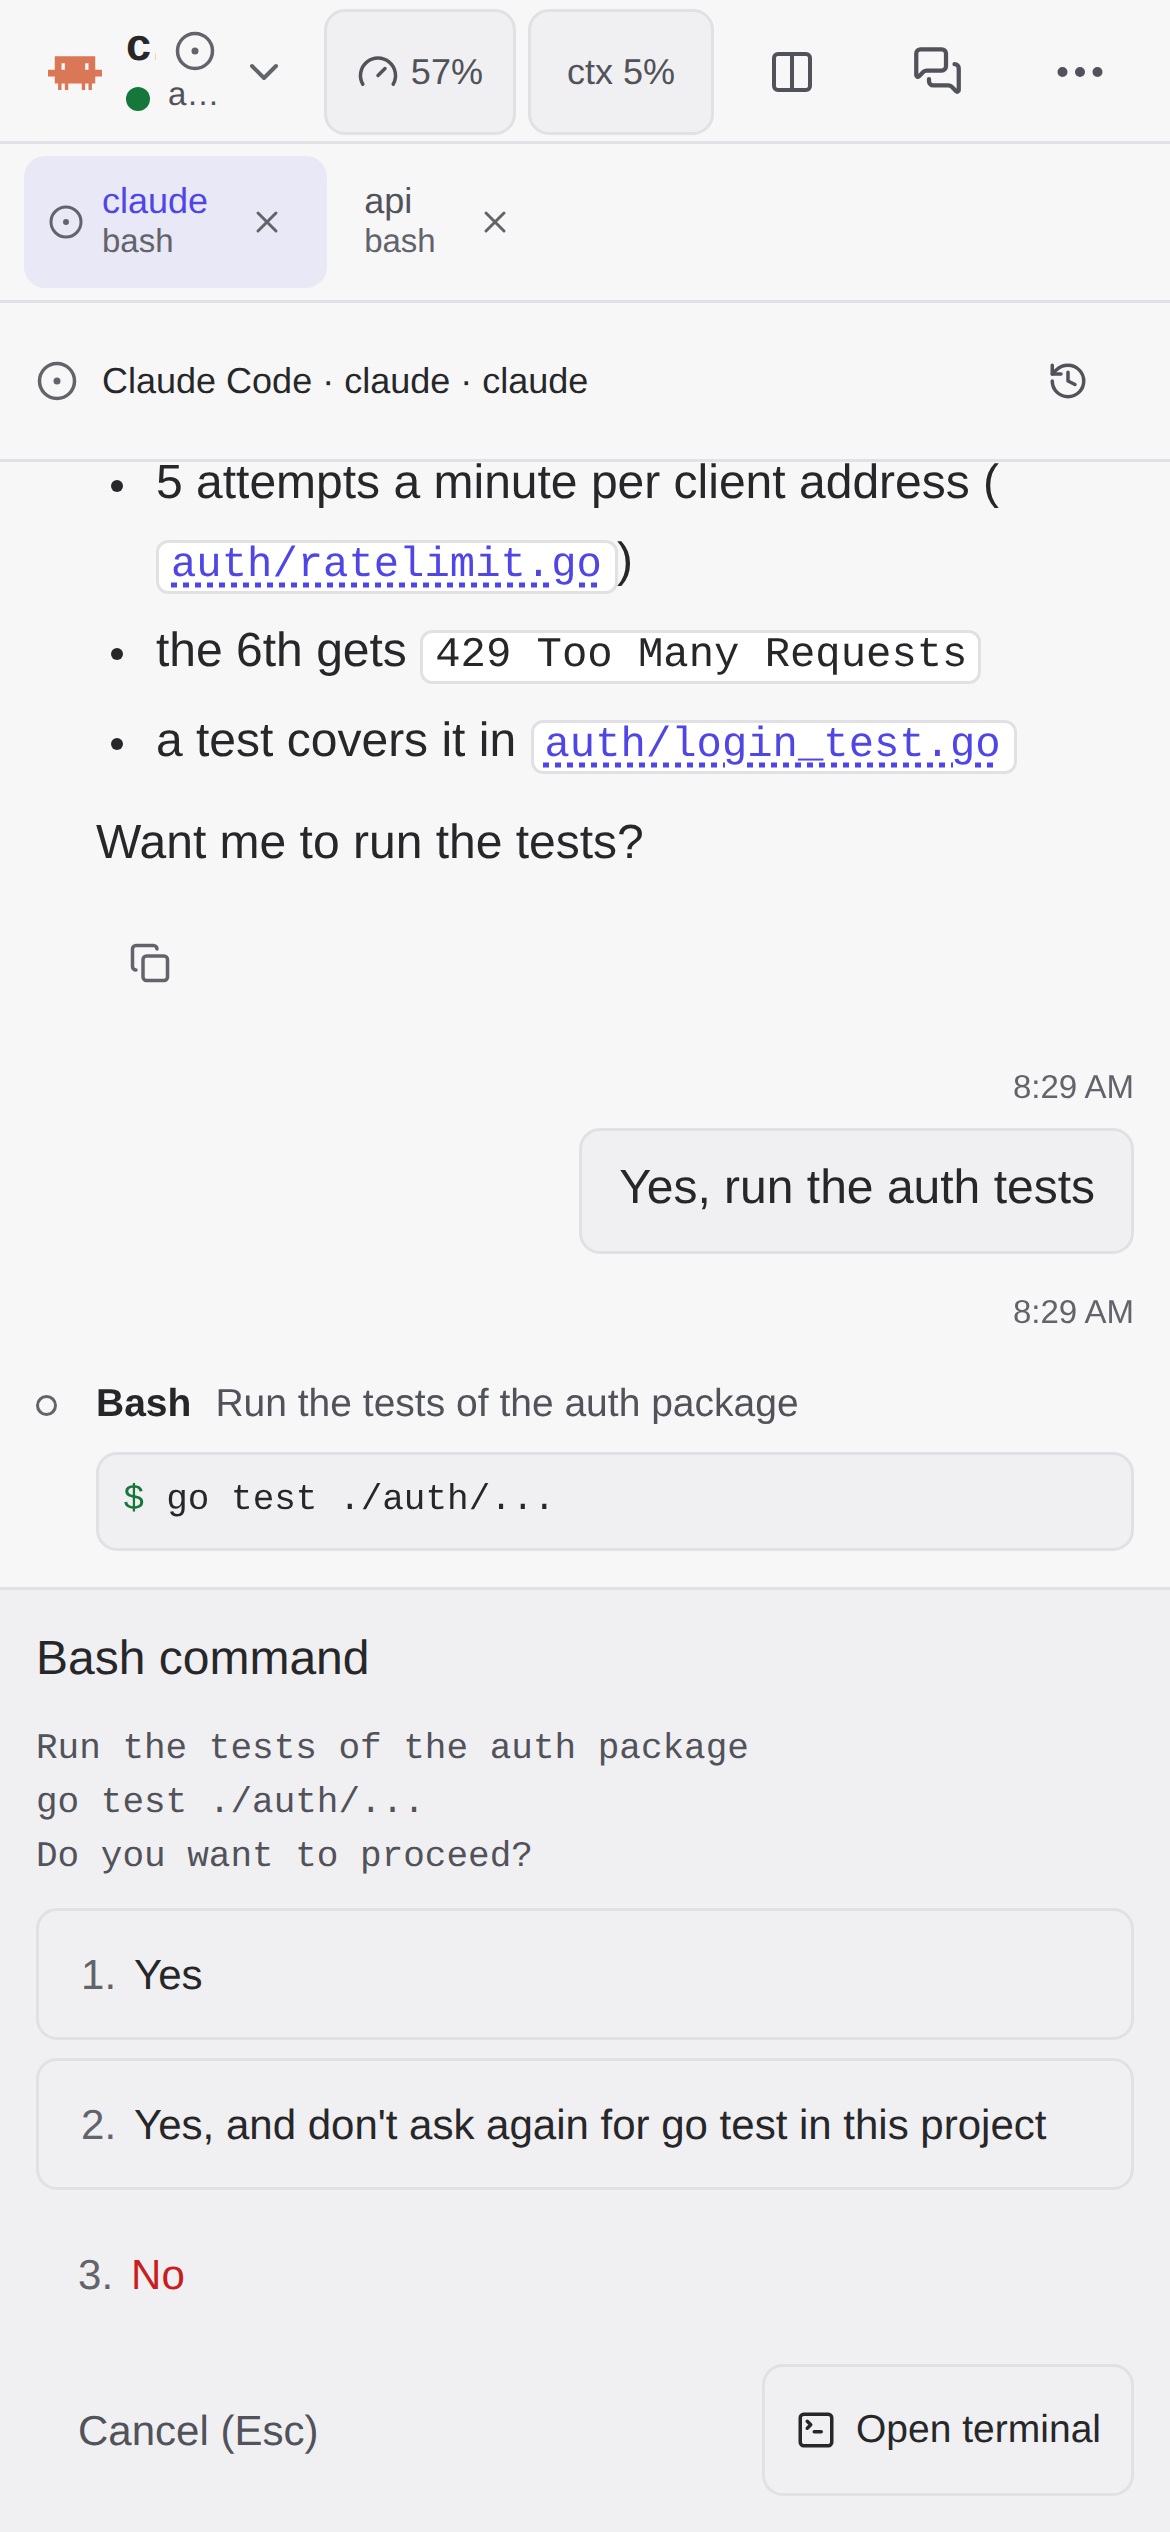 c
a...
57%
ctx 5%
claude
bash
api
bash
Claude Code · claude · claude
• 5 attempts a minute per client address (
auth/ratelimit.go)
• the 6th gets 429 Too Many Requests
• a test covers it in auth/login_test.go
Want me to run the tests?
8:29 AM
Yes, run the auth tests
8:29 AM
Bash Run the tests of the auth package
$ go test ./auth/...
Bash command
Run the tests of the auth package
go test ./auth/...
Do you want to proceed?
1. Yes
2. Yes, and don't ask again for go test in this project
3. No
Cancel (Esc)
Open terminal